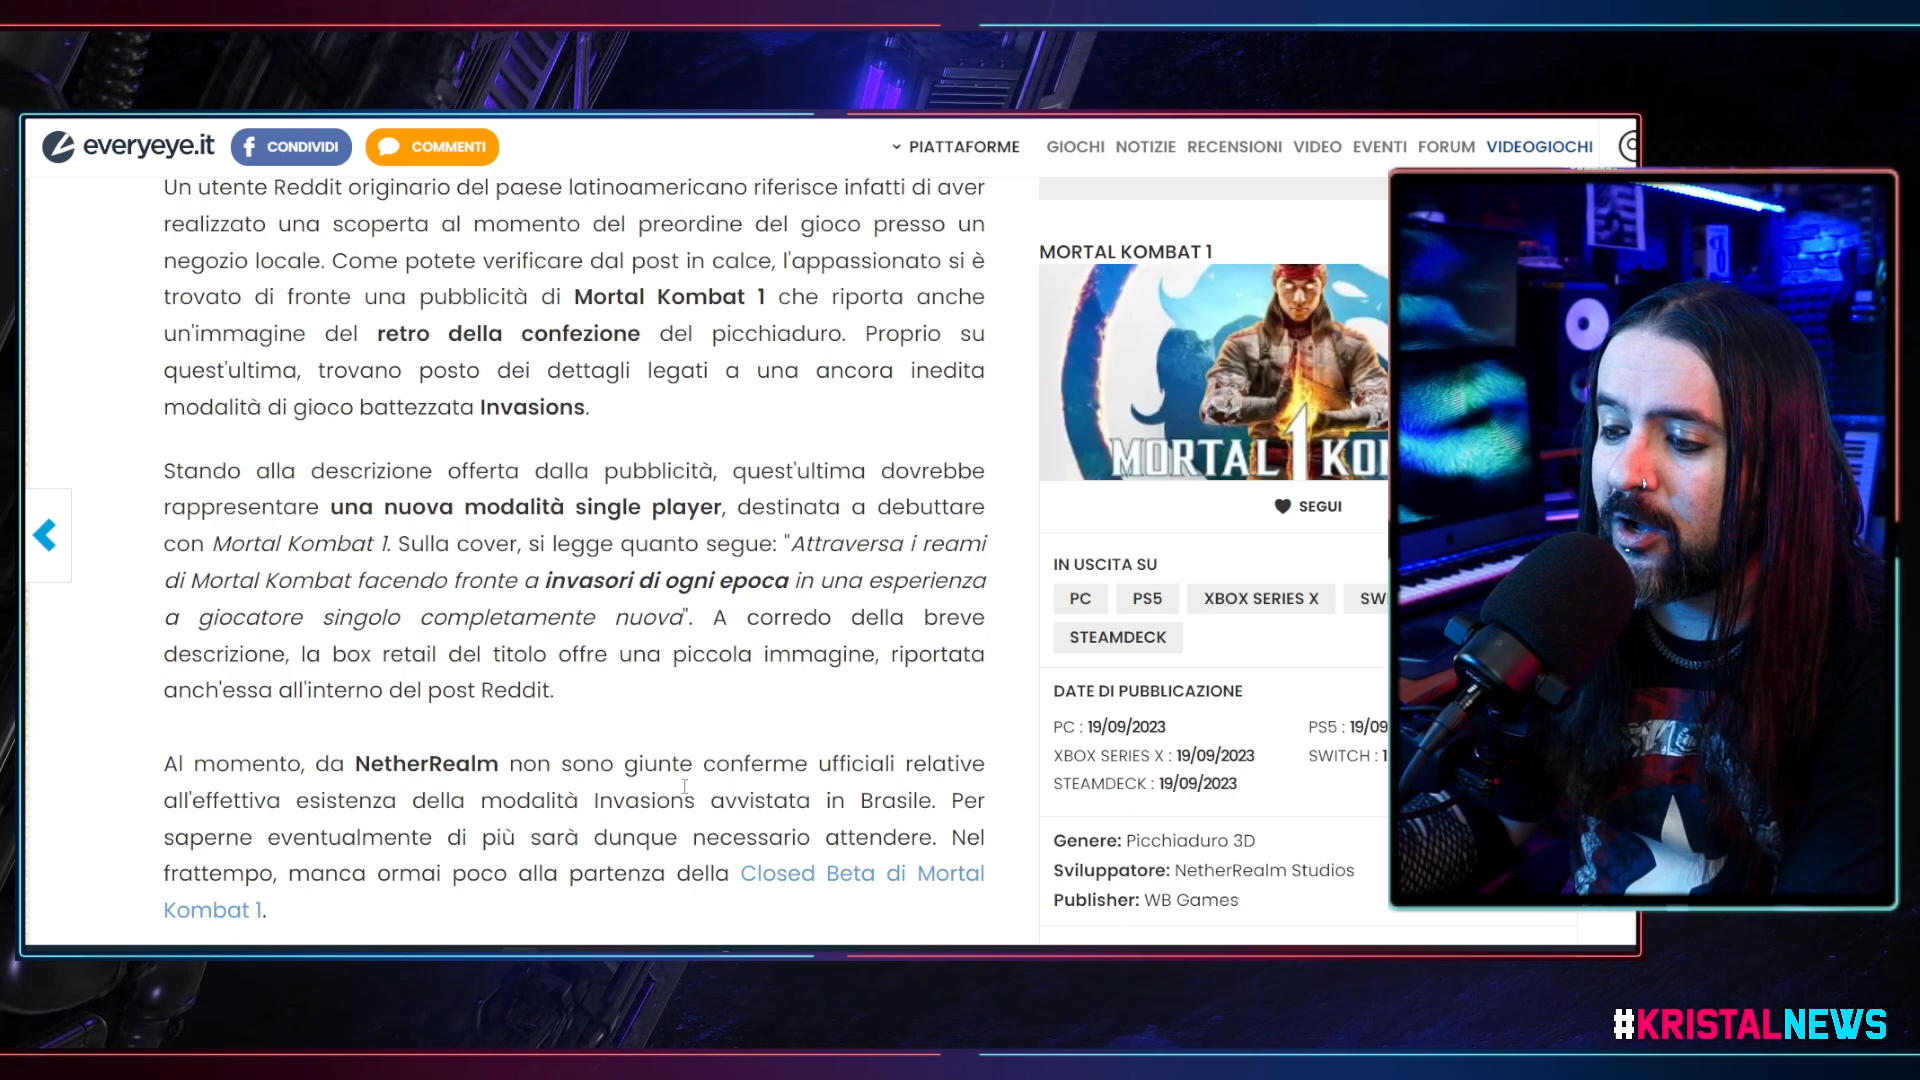 everyeye.it
CONDIVIDI
COMMENTI
PIATTAFORME
GIOCHI NOTIZIE RECENSIONI VIDEO EVENTI FORUM VIDEOGIOCHI
Un utente Reddit originario del paese latinoamericano riferisce infatti di aver
realizzato una scoperta al momento del preordine del gioco presso un
negozio locale. Come potete verificare dal post in calce, l'appassionato si è
trovato di fronte una pubblicità di Mortal Kombat 1 che riporta anche
un'immagine del retro della confezione del picchiaduro. Proprio su
quest'ultima, trovano posto dei dettagli legati a una ancora inedita
modalità di gioco battezzata Invasions.
Stando alla descrizione offerta dalla pubblicità, quest'ultima dovrebbe
rappresentare una nuova modalità single player, destinata a debuttare
con Mortal Kombat 1. Sulla cover, si legge quanto segue: "Attraversa i reami
di Mortal Kombat facendo fronte a invasori di ogni epoca in una esperienza
a giocatore singolo completamente nuova". A corredo della breve
descrizione, la box retail del titolo offre una piccola immagine, riportata
anch'essa all'interno del post Reddit.
Al momento, da NetherRealm non sono giunte conferme ufficiali relative
all'effettiva esistenza della modalità Invasions avvistata in Brasile. Per
saperne eventualmente di più sarà dunque necessario attendere. Nel
frattempo, manca ormai poco alla partenza della Closed Beta di Mortal
Kombat 1.
MORTAL KOMBAT 1
MORTAL 1 KO
SEGUI
IN USCITA SU
PC PS5 XBOX SERIES X SW
STEAMDECK
DATE DI PUBBLICAZIONE
PC : 19/09/2023 PS5 : 19/09
XBOX SERIES X : 19/09/2023 SWITCH : 1
STEAMDECK : 19/09/2023
Genere: Picchiaduro 3D
Sviluppatore: NetherRealm Studios
Publisher: WB Games
#KRISTALNEWS